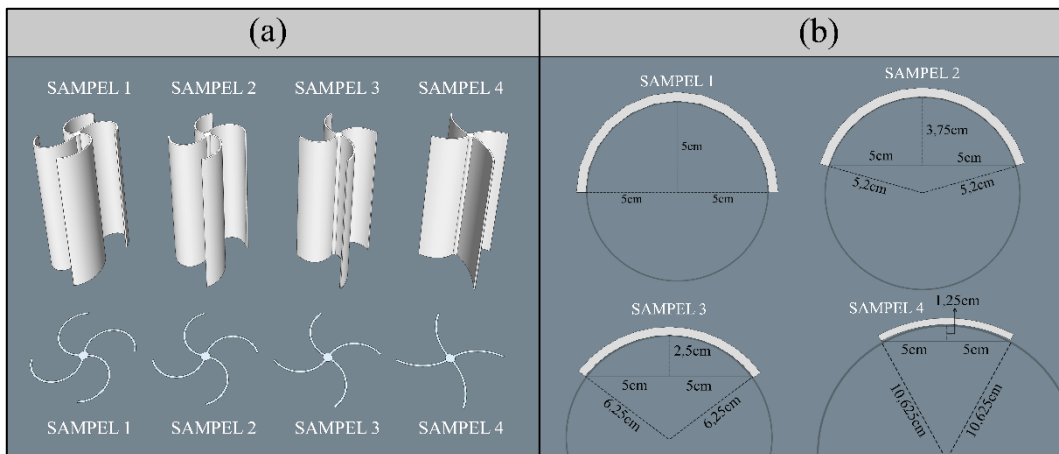 (a)
SAMPEL 1 SAMPEL 2 SAMPEL 3 SAMPEL 4
SAMPEL 1 SAMPEL 2 SAMPEL 3 SAMPEL 4
(b)
SAMPEL 1
5cm
5cm 5cm
SAMPEL 2
3,75cm
5cm 5cm
5,2cm 5,2cm
SAMPEL 3
2,5cm
5cm 5cm
6,25cm 6,25cm
SAMPEL 4
1,25cm
5cm 5cm
10,625cm 10,625cm